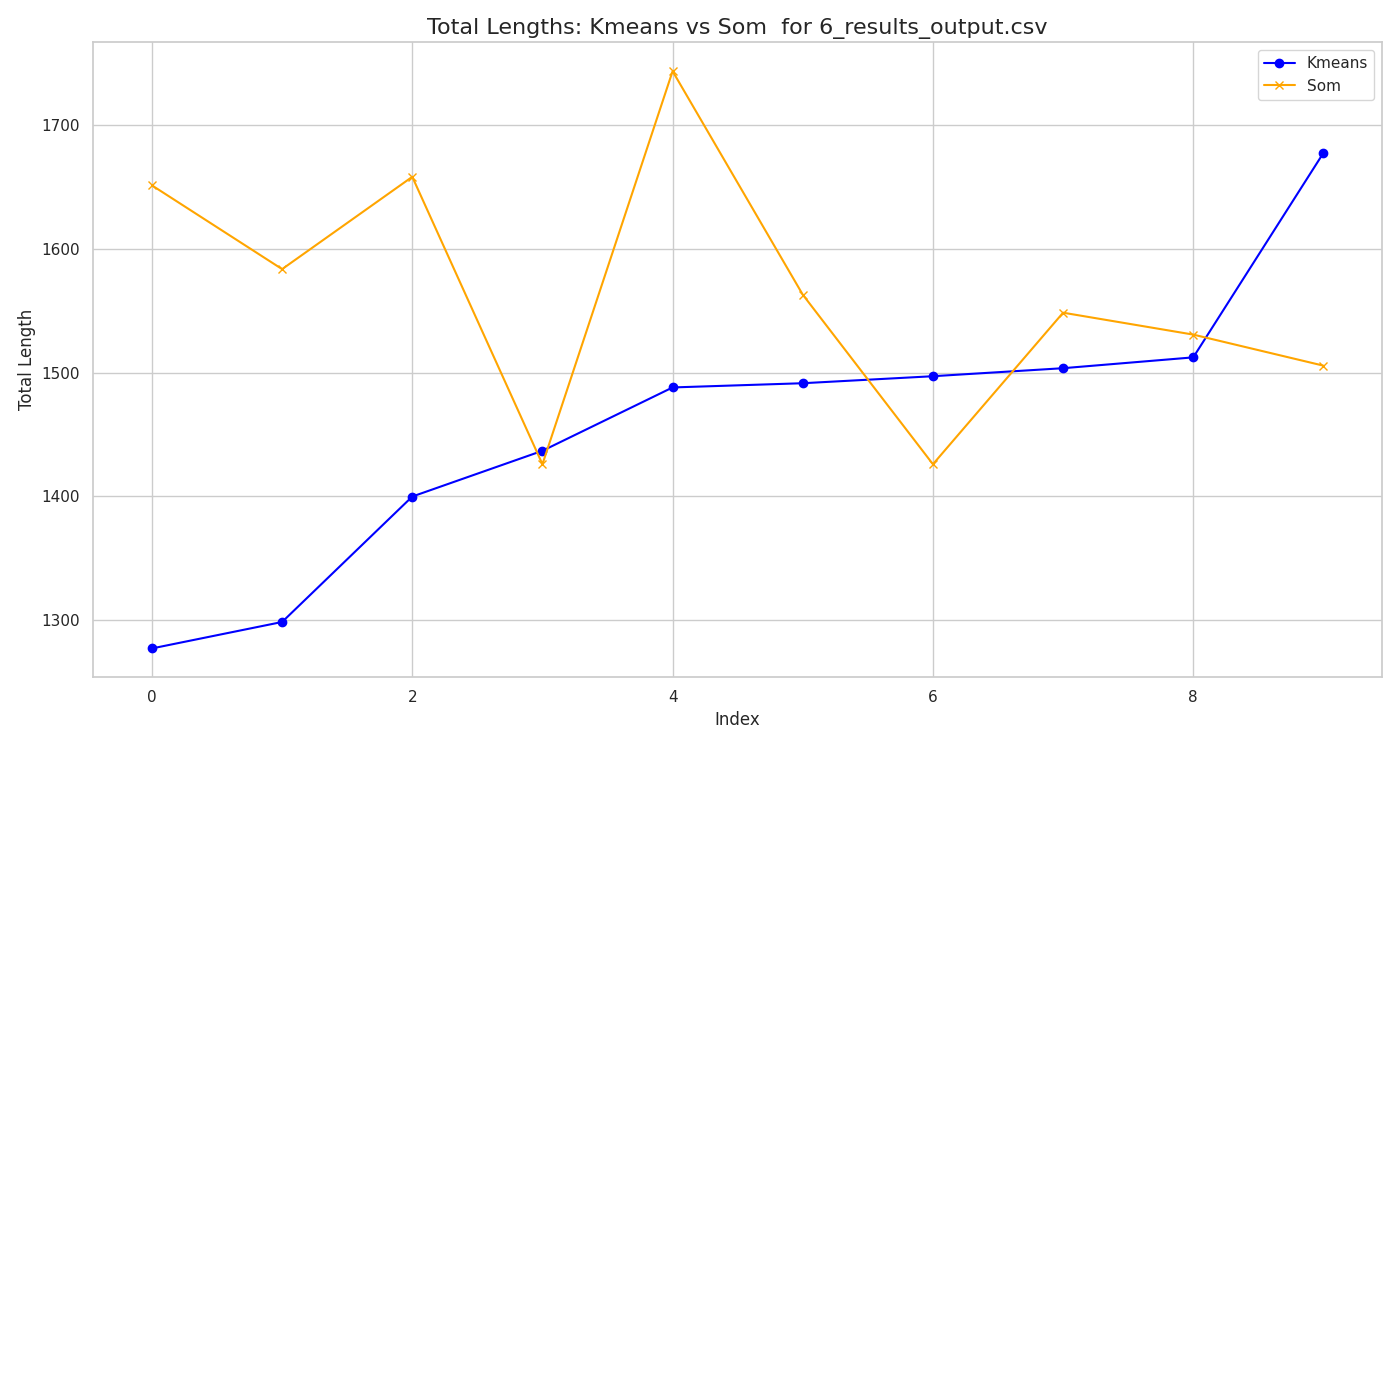 Total Lengths: Kmeans vs Som  for 6_results_output.csv
Kmeans
Som
Total Length
1700
1600
1500
1400
1300
0 2 4 6 8
Index